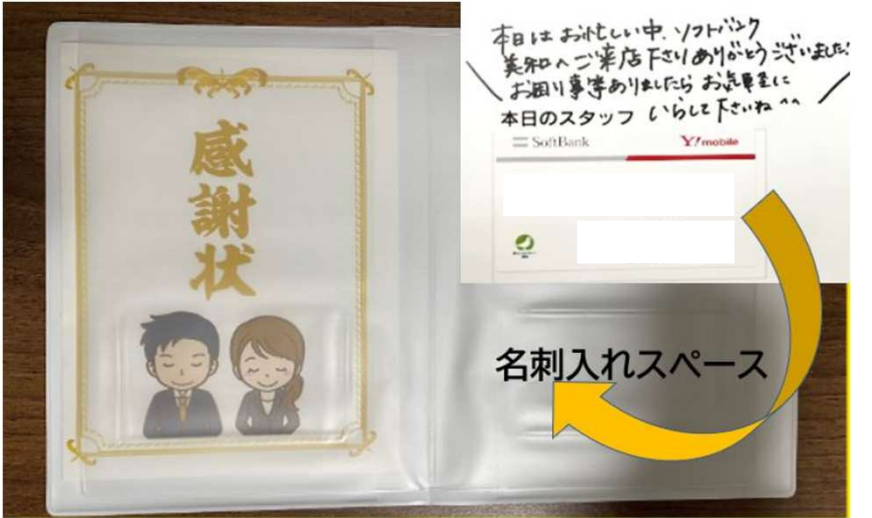 感謝状
本日はお忙しい中、ソフトバンク
美和へご来店下さりありがとうございました!
お困り事等ありましたらお気軽に
いらして下さいね^^
本日のスタッフ
SoftBank
Y!mobile
名刺入れスペース